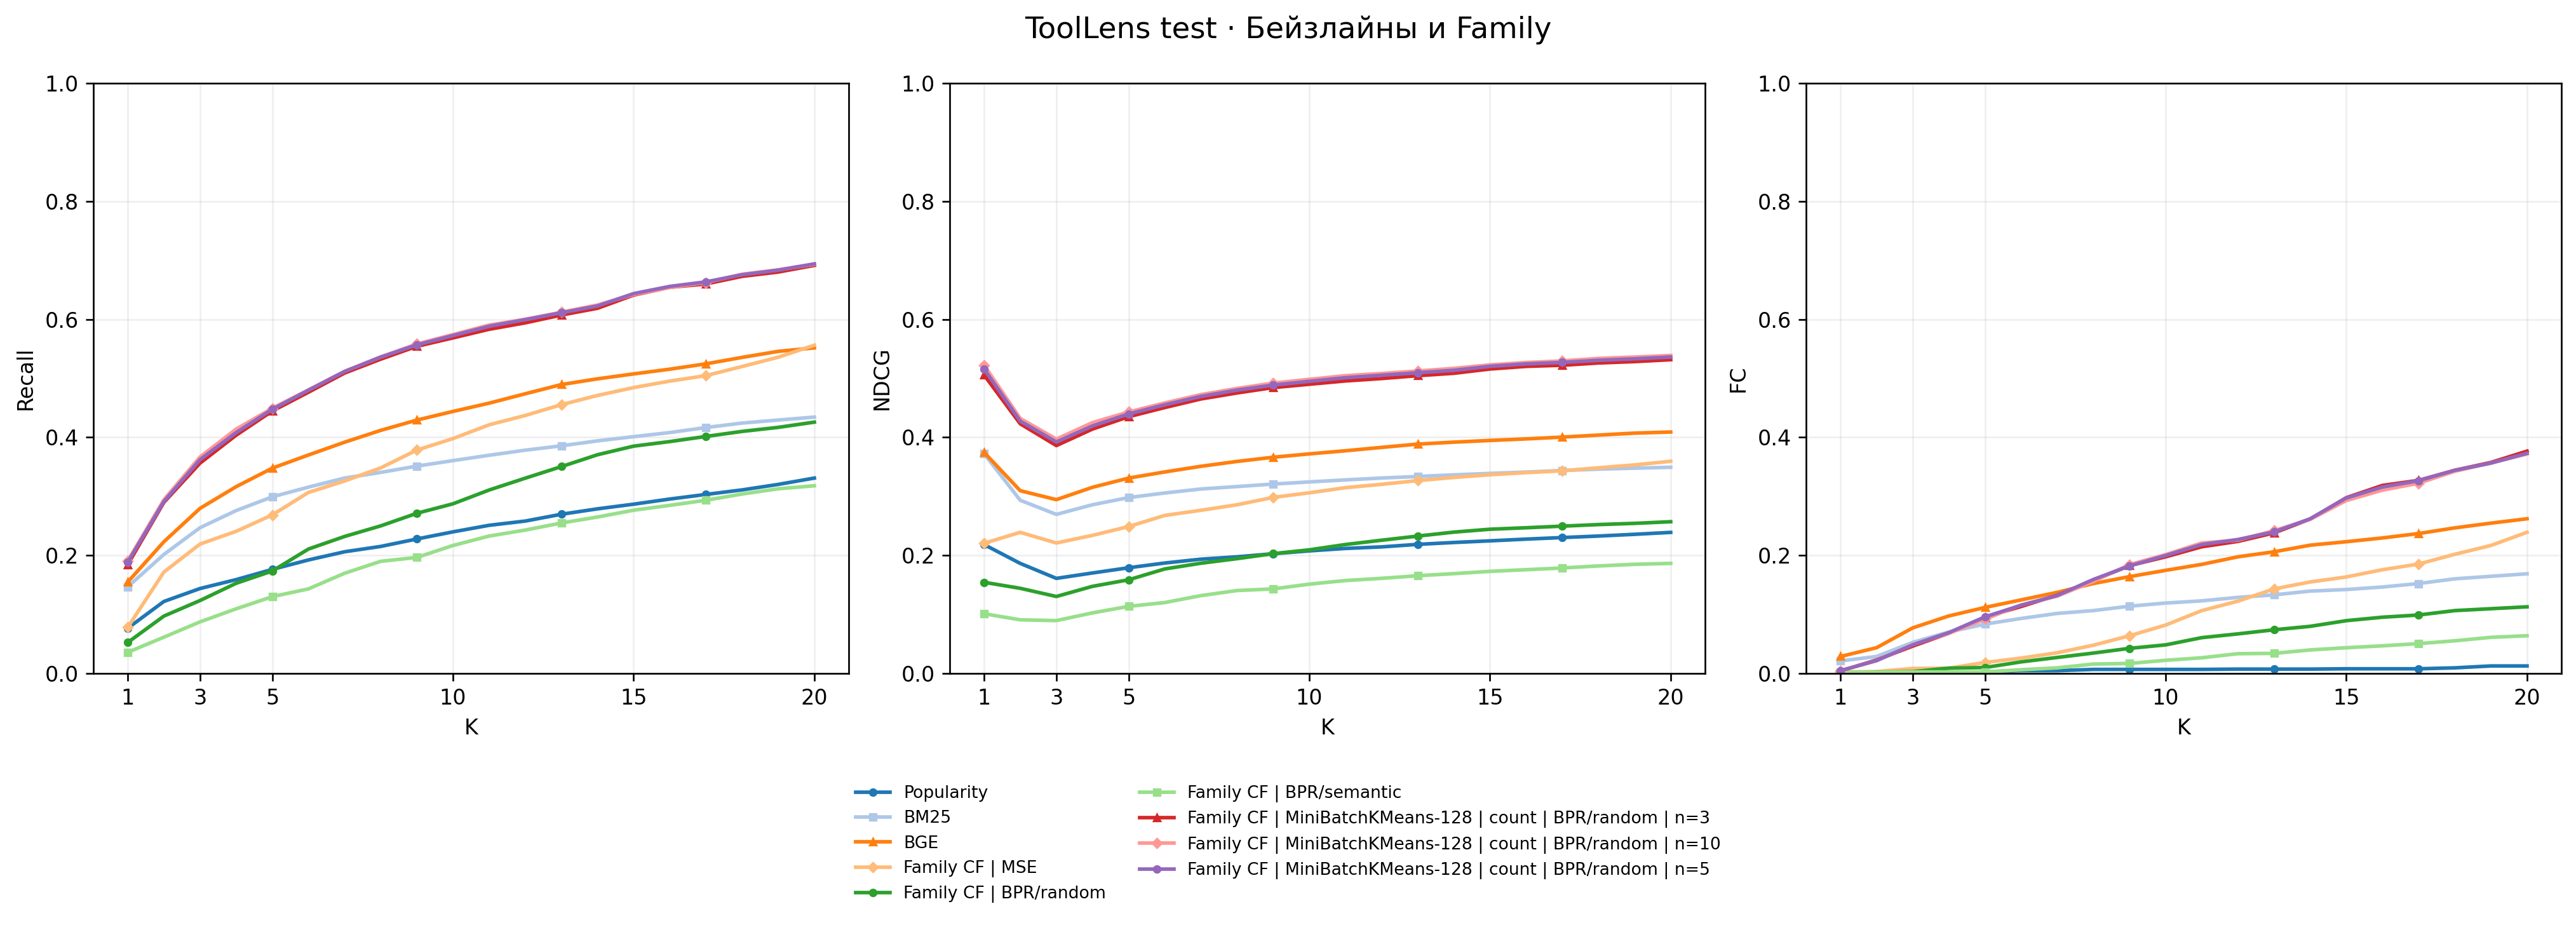 ToolLens test · Бейзлайны и Family
1.0
0.8
0.6
0.4
0.2
0.0
Recall
1 3 5 10 15 20
K
1.0
0.8
0.6
0.4
0.2
0.0
NDCG
1 3 5 10 15 20
K
1.0
0.8
0.6
0.4
0.2
0.0
FC
1 3 5 10 15 20
K
Popularity
BM25
BGE
Family CF | MSE
Family CF | BPR/random
Family CF | BPR/semantic
Family CF | MiniBatchKMeans-128 | count | BPR/random | n=3
Family CF | MiniBatchKMeans-128 | count | BPR/random | n=10
Family CF | MiniBatchKMeans-128 | count | BPR/random | n=5